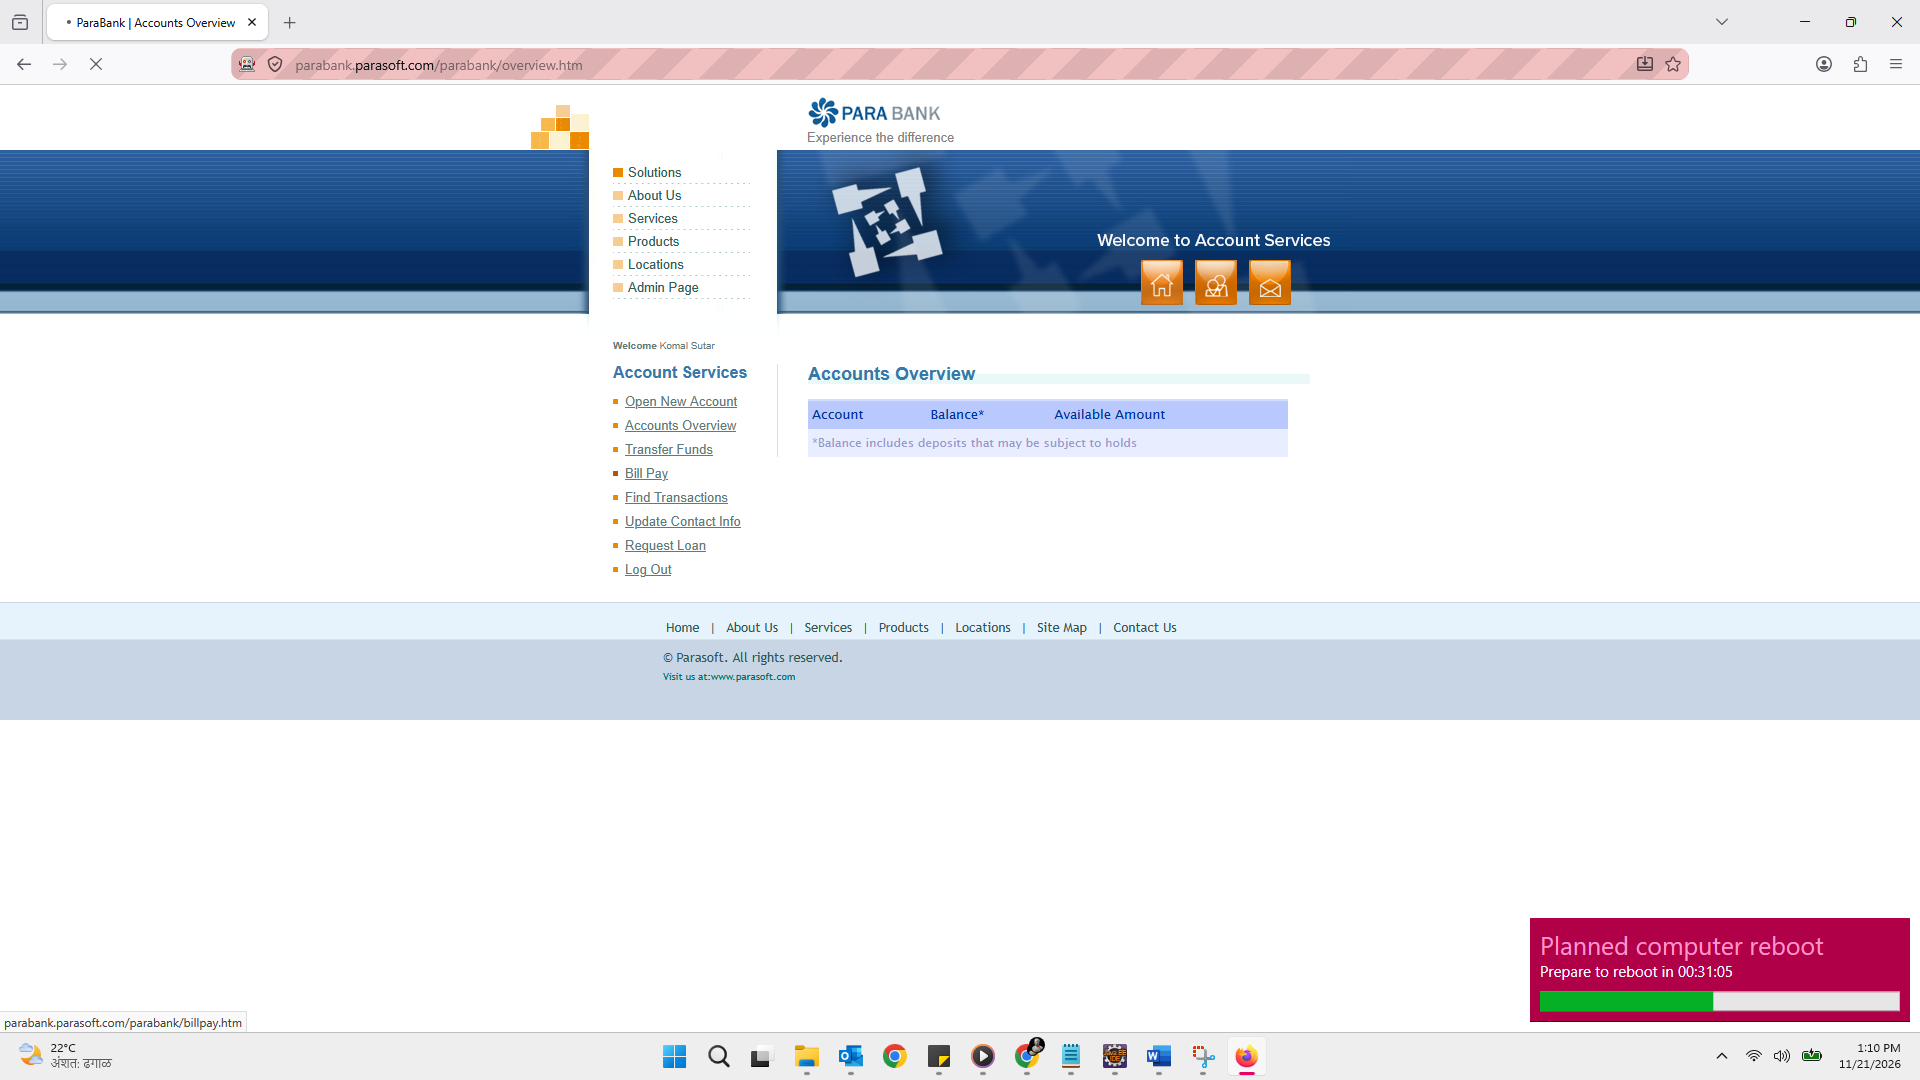 ParaBank | Accounts Overview
parabank.parasoft.com/parabank/overview.htm
PARA BANK
Experience the difference
Solutions
About Us
Services
Products
Locations
Admin Page
Welcome to Account Services
Welcome Komal Sutar
Account Services
Open New Account
Accounts Overview
Transfer Funds
Bill Pay
Find Transactions
Update Contact Info
Request Loan
Log Out
Accounts Overview
Account Balance* Available Amount
*Balance includes deposits that may be subject to holds
Home | About Us | Services | Products | Locations | Site Map | Contact Us
© Parasoft. All rights reserved.
Visit us at:www.parasoft.com
Planned computer reboot
Prepare to reboot in 00:31:05
parabank.parasoft.com/parabank/billpay.htm
22°C
अंशत: ढगाळ
1:10 PM
11/21/2026